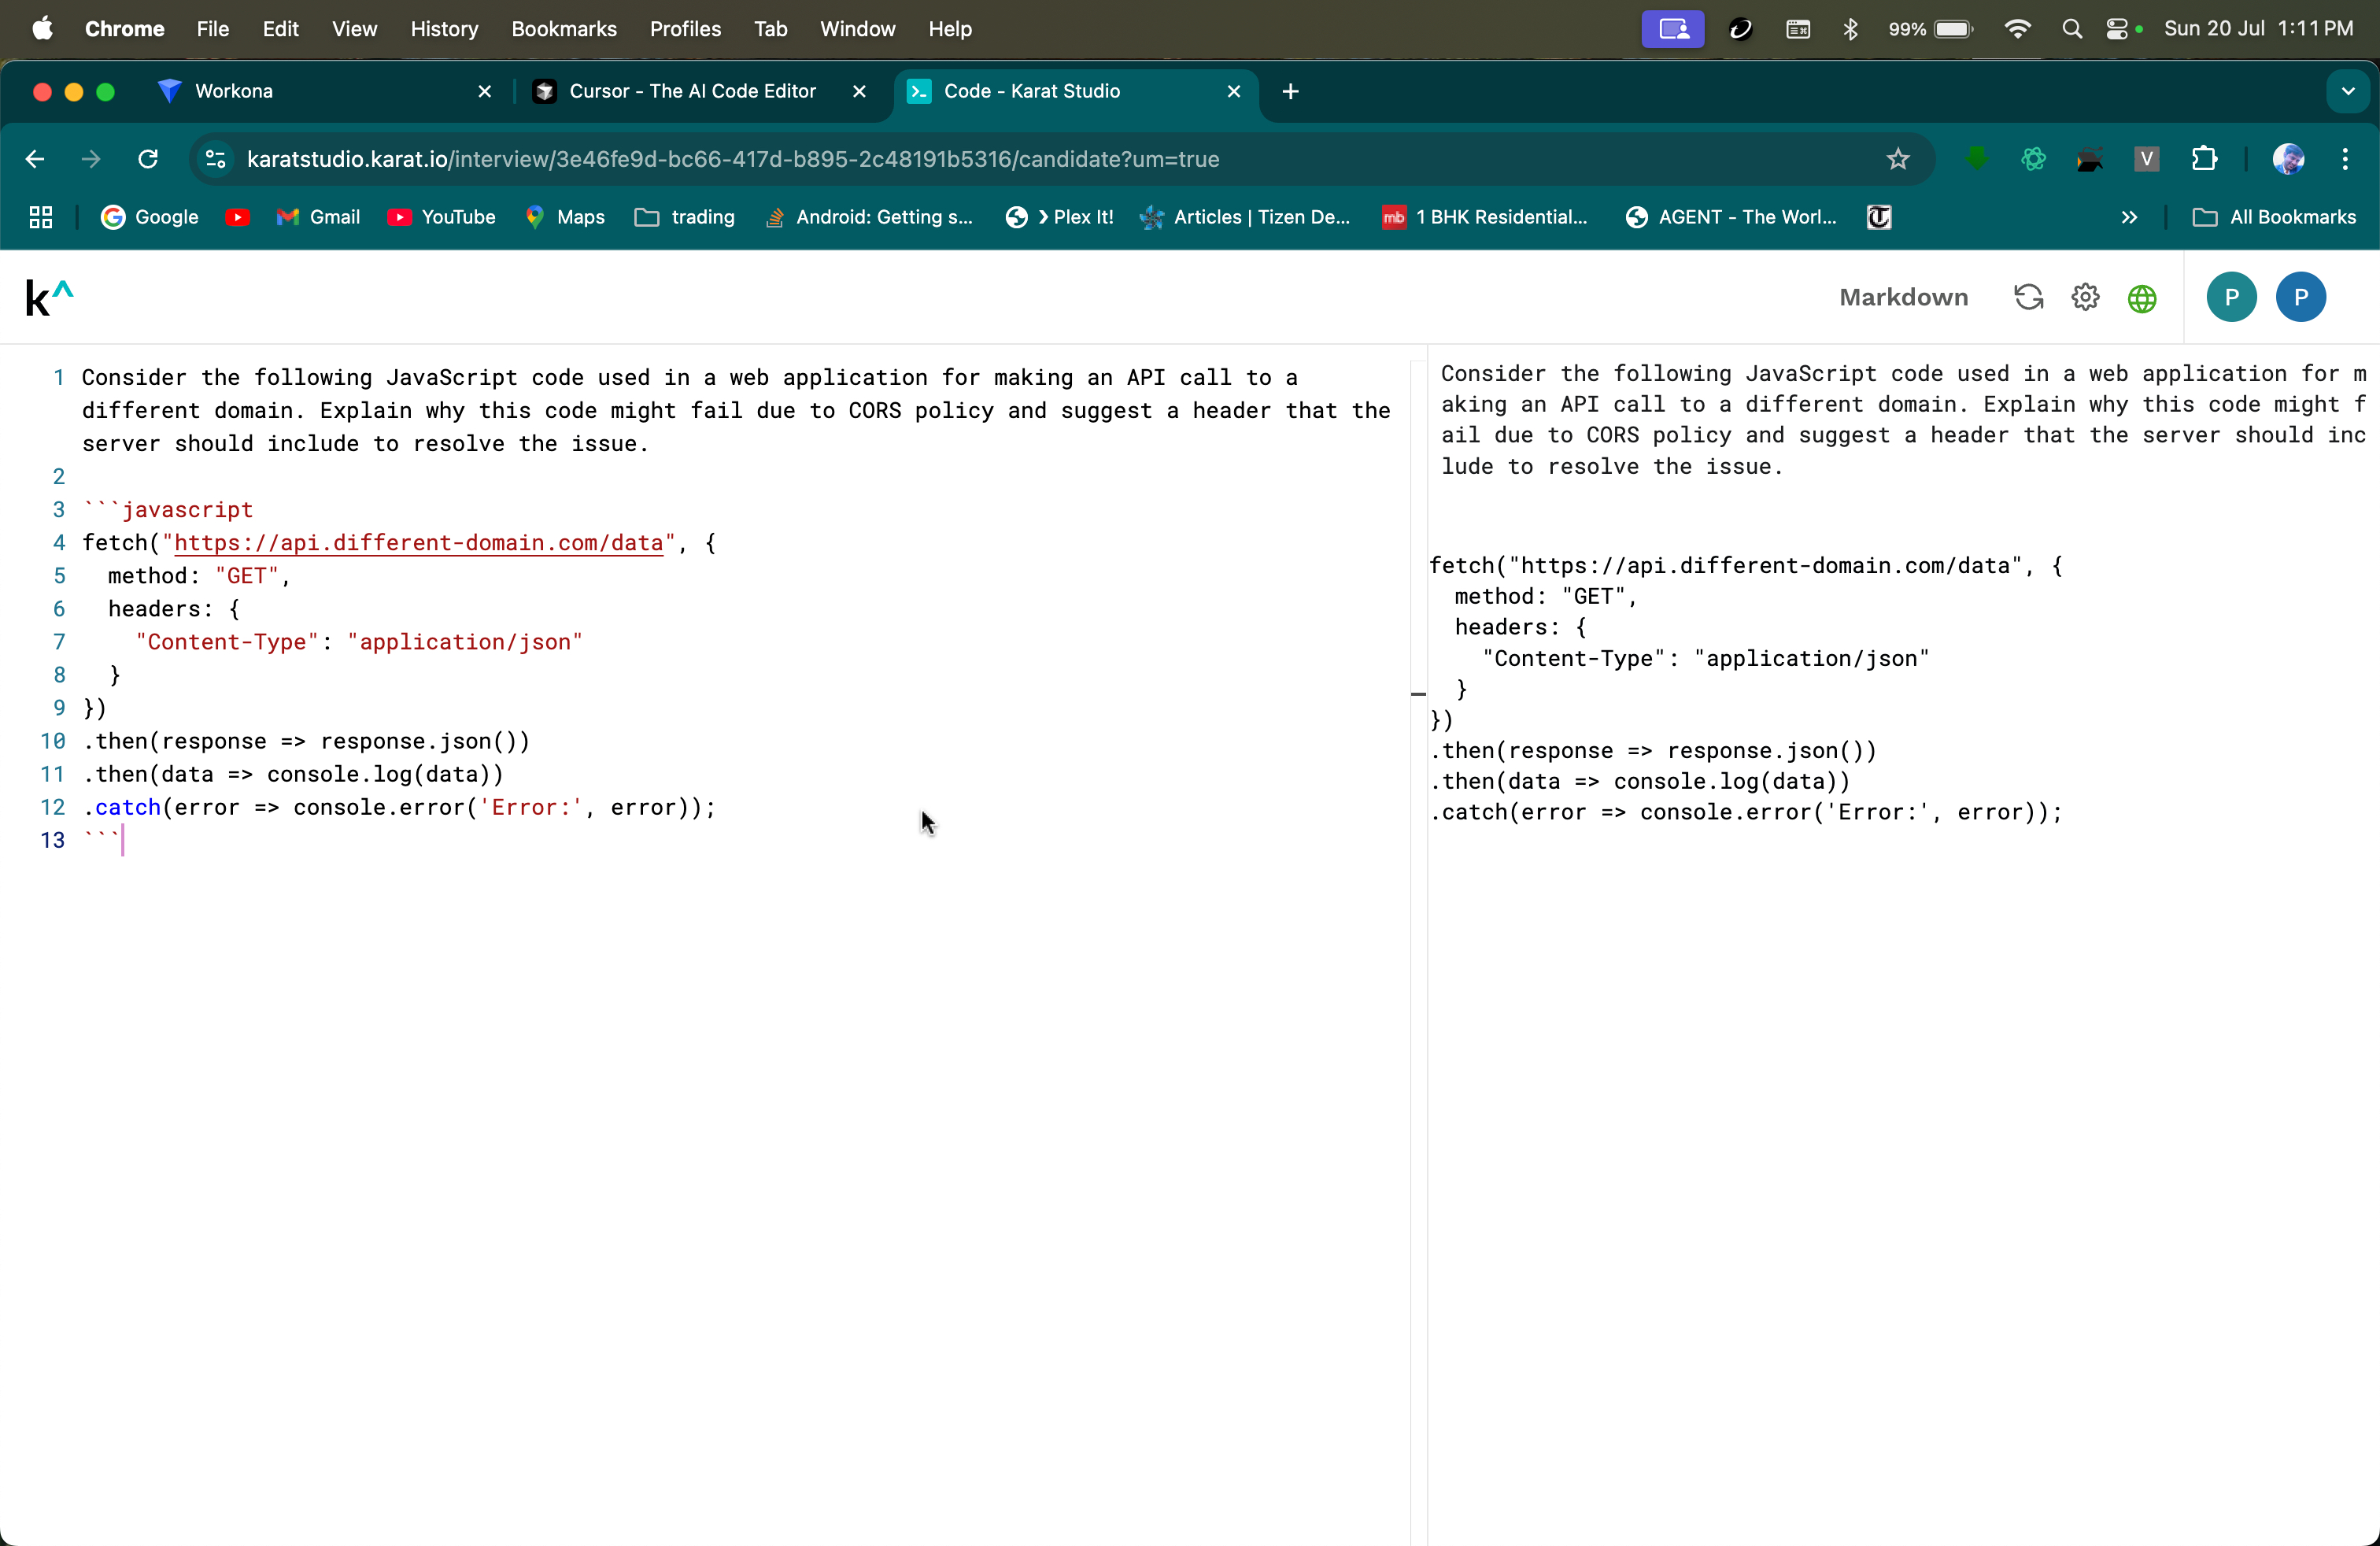 Chrome File Edit View History Bookmarks Profiles Tab Window Help 99% Sun 20 Jul 1:11 PM
Workona Cursor - The AI Code Editor Code - Karat Studio
karatstudio.karat.io/interview/3e46fe9d-bc66-417d-b895-2c48191b5316/candidate?um=true V
Google Gmail YouTube Maps trading Android: Getting s... › Plex It! Articles | Tizen De... mb 1 BHK Residential... AGENT - The Worl... All Bookmarks
k^ Markdown P P
1 Consider the following JavaScript code used in a web application for making an API call to a
different domain. Explain why this code might fail due to CORS policy and suggest a header that the
server should include to resolve the issue.
2
3 ```javascript
4 fetch("https://api.different-domain.com/data", {
5 method: "GET",
6 headers: {
7 "Content-Type": "application/json"
8 }
9 })
10 .then(response => response.json())
11 .then(data => console.log(data))
12 .catch(error => console.error('Error:', error));
13 ```
Consider the following JavaScript code used in a web application for m
aking an API call to a different domain. Explain why this code might f
ail due to CORS policy and suggest a header that the server should inc
lude to resolve the issue.
fetch("https://api.different-domain.com/data", {
method: "GET",
headers: {
"Content-Type": "application/json"
}
})
.then(response => response.json())
.then(data => console.log(data))
.catch(error => console.error('Error:', error));